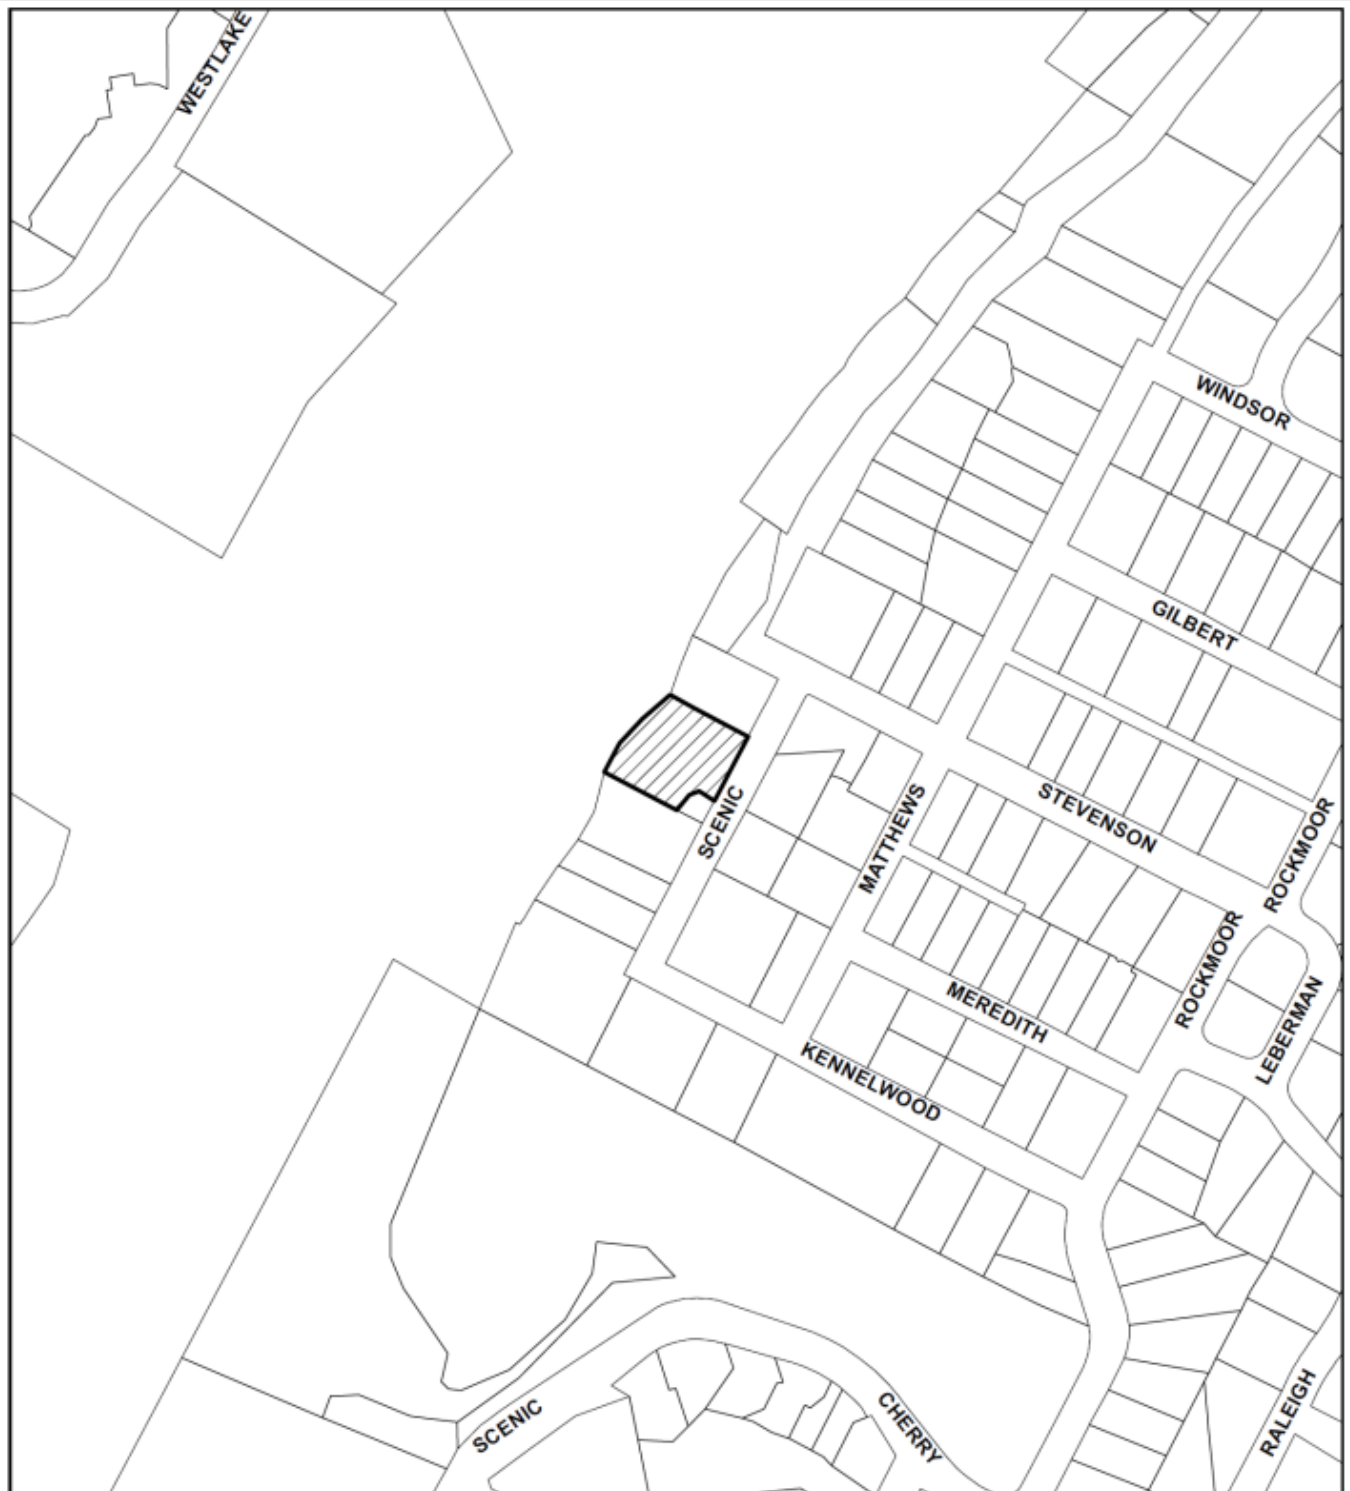 WESTLAKE
WINDSOR
GILBERT
STEVENSON
SCENIC
MATTHEWS
ROCKMOOR
ROCKMOOR
MEREDITH
LEBERMAN
KENNELWOOD
SCENIC
CHERRY
RALEIGH